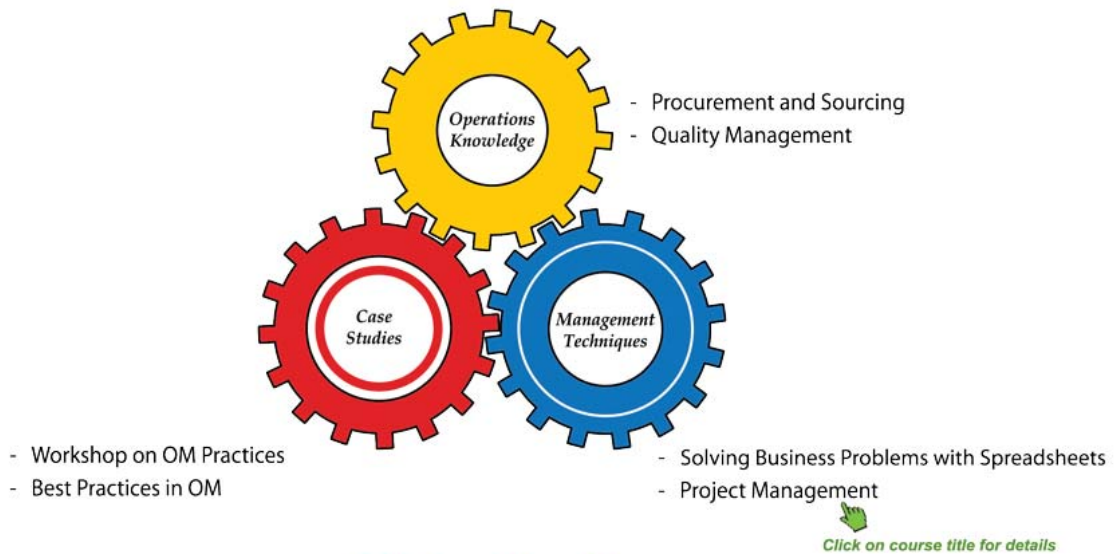 Operations
Knowledge
- Procurement and Sourcing
- Quality Management
Case
Studies
Management
Techniques
- Workshop on OM Practices
- Best Practices in OM
- Solving Business Problems with Spreadsheets
- Project Management
Click on course title for details